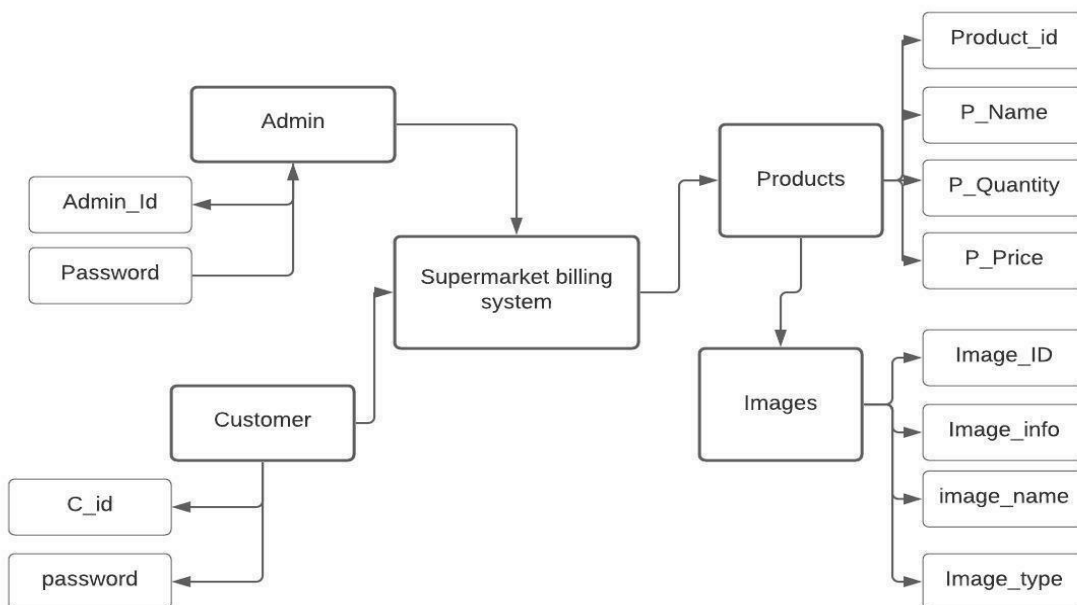 Product_id
Admin
P_Name
Products
P_Quantity
Admin_Id
Password
P_Price
Supermarket billing
system
Image_ID
Images
Customer
Image_info
C_id
image_name
password
Image_type